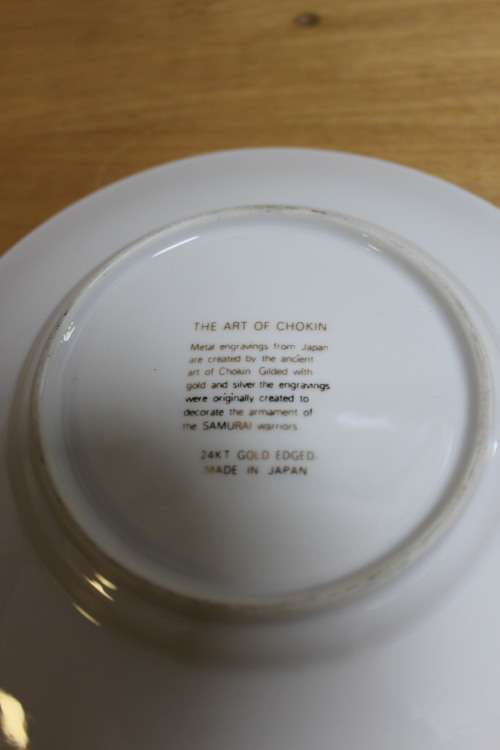 THE ART OF CHOKIN
Metal engravings from Japan
are created by the ancient
art of Chokin. Gilded with
gold and silver the engravings
were originally created to
decorate the armament of
the SAMURAI warriors.
24KT GOLD EDGED.
MADE IN JAPAN